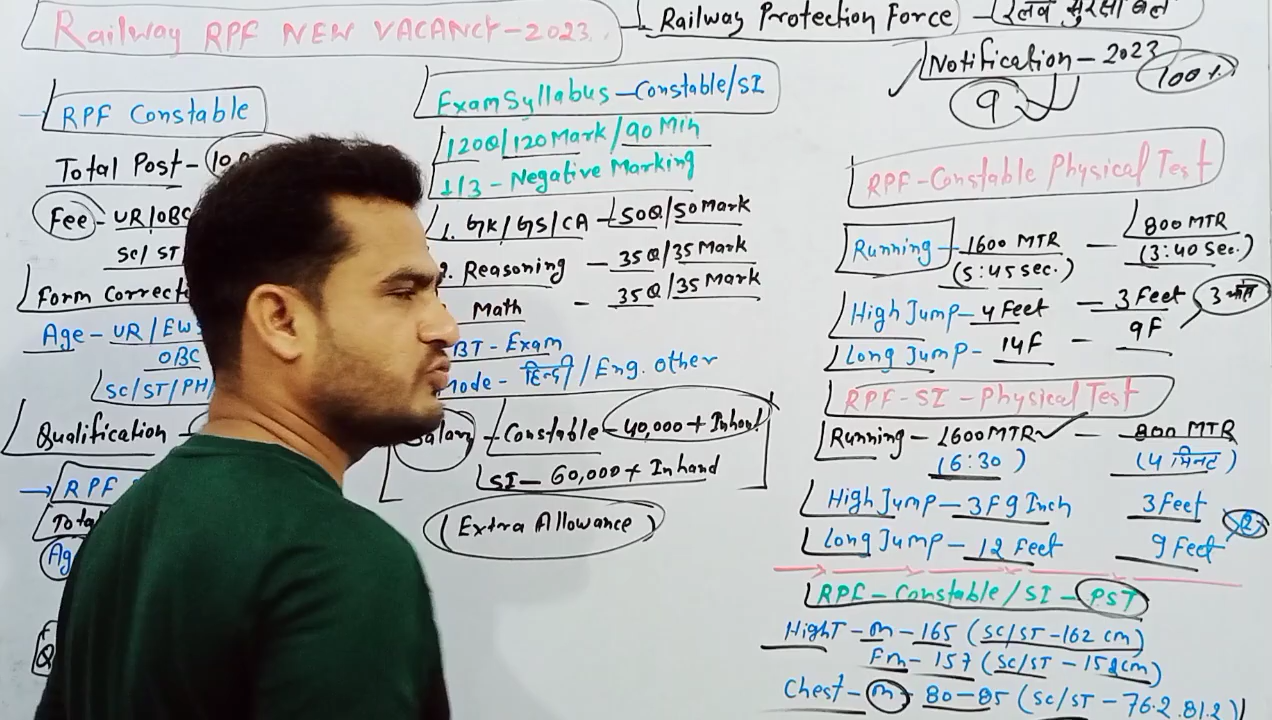 Railway RPF NEW VACANCY-2023.
Railway Protection Force - रेलवे सुरक्षा बल
Notification - 2023
100%
9
RPF Constable
Total Post -
Fee - UR/OBC
SC/ST
Form Correct
Age - UR/EWS
OBC
SC/ST/PH
Qualification -
RPF
Total
Ag
Q
Exam Syllabus - Constable/SI
120Q/120 Mark/90 Min
1/3 - Negative Marking
1. GK/GS/CA - 50Q/50 Mark
2. Reasoning - 35Q/35 Mark
Math - 35Q/35 Mark
BT - Exam
Mode - हिन्दी/Eng. other
Salary - Constable - 40,000+ Inhand
SI - 60,000+ Inhand
(Extra Allowance)
RPF - Constable Physical Test
Running - 1600 MTR - 800 MTR
(5:45 sec.) (3:40 Sec.)
High Jump - 4 Feet - 3 Feet
Long Jump - 14F - 9F
RPF - SI - Physical Test
Running - 1600 MTR - 800 MTR
(6:30) (4 मिनट)
High Jump - 3F 9 Inch 3 Feet
Long Jump - 12 Feet 9 Feet
2
RPF - Constable/SI - PST
HighT - m - 165 (SC/ST - 162 cm)
Fm - 157 (SC/ST - 152cm)
Chest - m - 80-85 (SC/ST - 76.2.81.2)